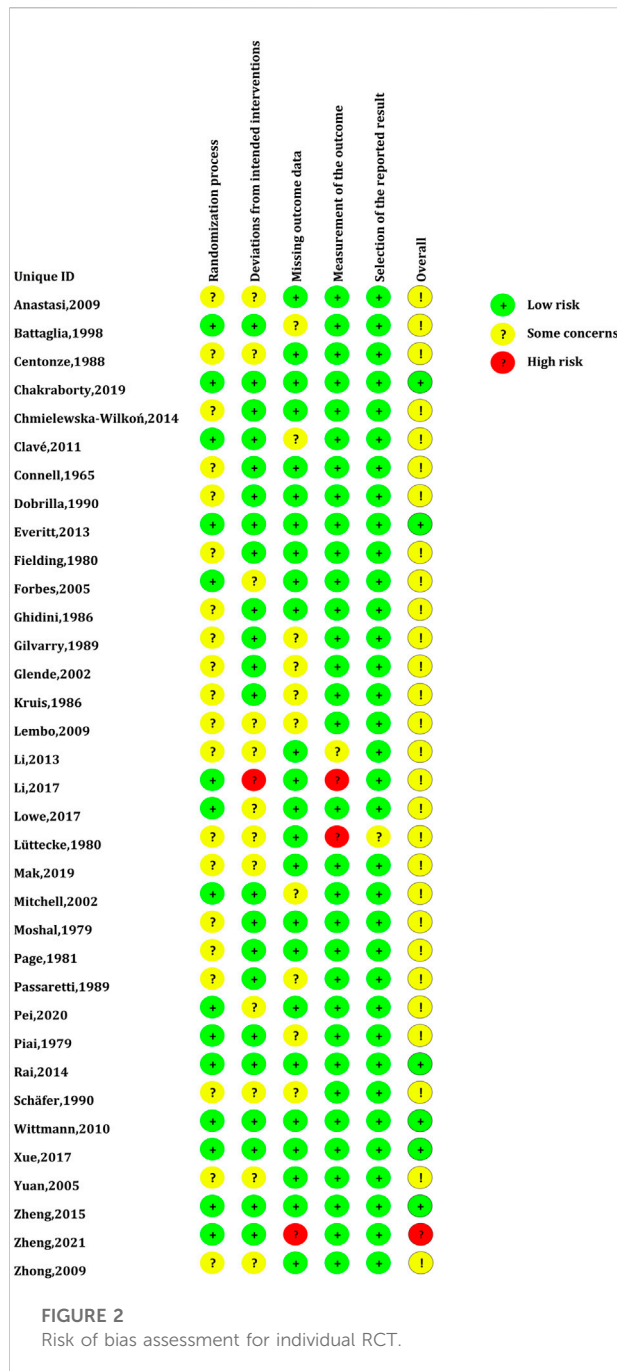 Randomization process
Deviations from intended interventions
Missing outcome data
Measurement of the outcome
Selection of the reported result
Overall
Unique ID
Anastasi,2009 ? ? + + + !
Battaglia,1998 + + ? + + !
Centonze,1988 ? ? + + + !
Chakraborty,2019 + + + + + +
Chmielewska-Wilkoń,2014 ? + + + + !
Clavé,2011 + + ? + + !
Connell,1965 ? + + + + !
Dobrilla,1990 ? + + + + !
Everitt,2013 + + + + + +
Fielding,1980 ? + + + + !
Forbes,2005 + ? + + + !
Ghidini,1986 ? + + + + !
Gilvarry,1989 ? + ? + + !
Glende,2002 ? + ? + + !
Kruis,1986 ? + ? + + !
Lembo,2009 ? ? ? + + !
Li,2013 ? ? + ? + !
Li,2017 + ? + ? + !
Lowe,2017 + ? + + + !
Lüttecke,1980 ? ? + ? ? !
Mak,2019 ? ? + + + !
Mitchell,2002 + + ? + + !
Moshal,1979 ? + + + + !
Page,1981 ? + + + + !
Passaretti,1989 ? + ? + + !
Pei,2020 + ? + + + !
Piai,1979 + + ? + + !
Rai,2014 + + + + + +
Schäfer,1990 ? ? ? + + !
Wittmann,2010 + + + + + +
Xue,2017 + + + + + +
Yuan,2005 ? ? + + + !
Zheng,2015 + + + + + +
Zheng,2021 + + ? + + ?
Zhong,2009 ? ? + + + !
+ Low risk
? Some concerns
? High risk
FIGURE 2
Risk of bias assessment for individual RCT.